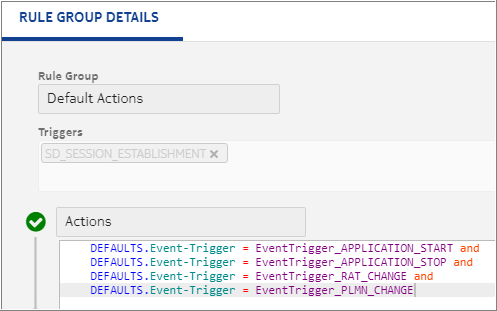 RULE GROUP DETAILS
Rule Group
Default Actions
Triggers
SD_SESSION_ESTABLISHMENT ×
Actions
DEFAULTS.Event-Trigger = EventTrigger_APPLICATION_START and
DEFAULTS.Event-Trigger = EventTrigger_APPLICATION_STOP and
DEFAULTS.Event-Trigger = EventTrigger_RAT_CHANGE and
DEFAULTS.Event-Trigger = EventTrigger_PLMN_CHANGE